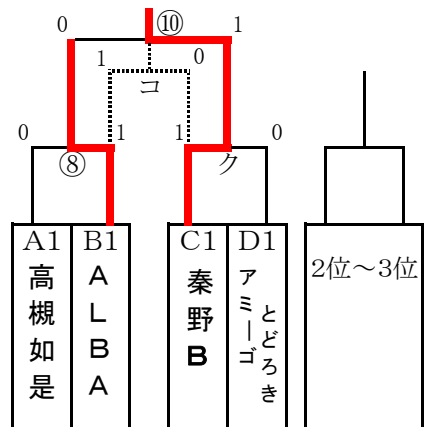 0 ⑩ 1
1 0
コ
0 1 1 0
⑧ ク
A1 B1 C1 D1
2位～3位
高槻如是
ALBA
秦野B
アミーゴ
とどろき